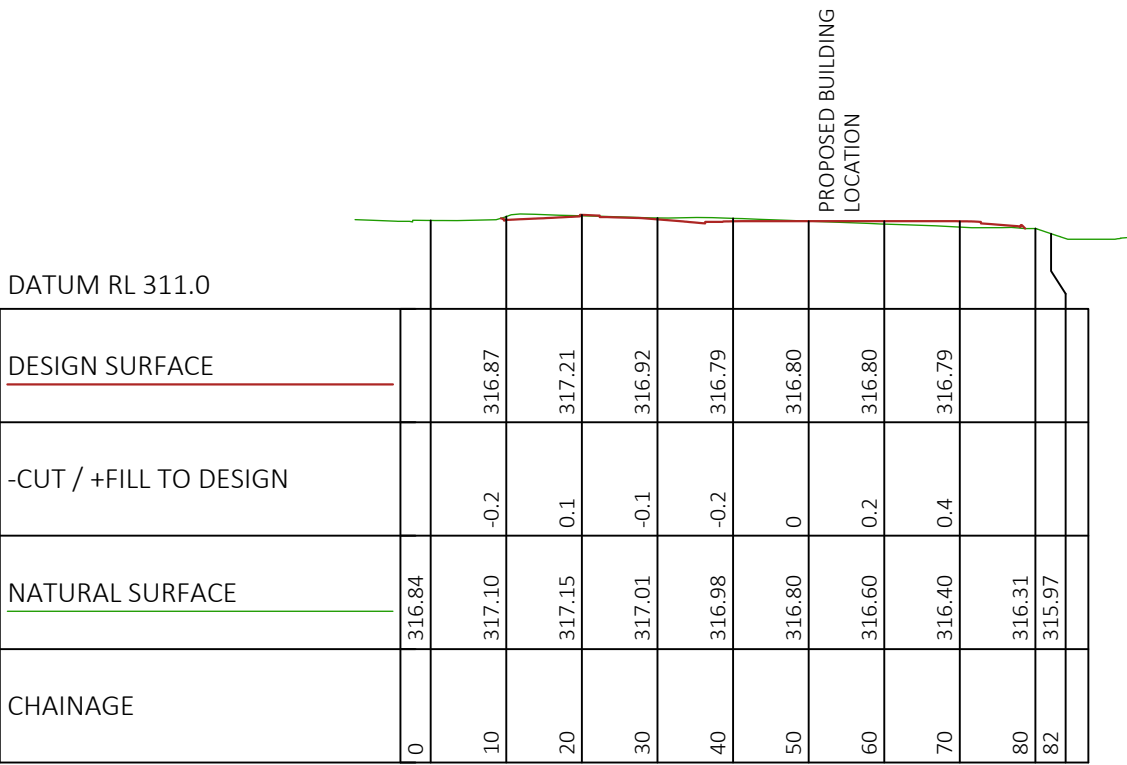 PROPOSED BUILDING
LOCATION
DATUM RL 311.0
DESIGN SURFACE 316.87 317.21 316.92 316.79 316.80 316.80 316.79
-CUT / +FILL TO DESIGN -0.2 0.1 -0.1 -0.2 0 0.2 0.4
NATURAL SURFACE 316.84 317.10 317.15 317.01 316.98 316.80 316.60 316.40 316.31 315.97
CHAINAGE 0 10 20 30 40 50 60 70 80 82